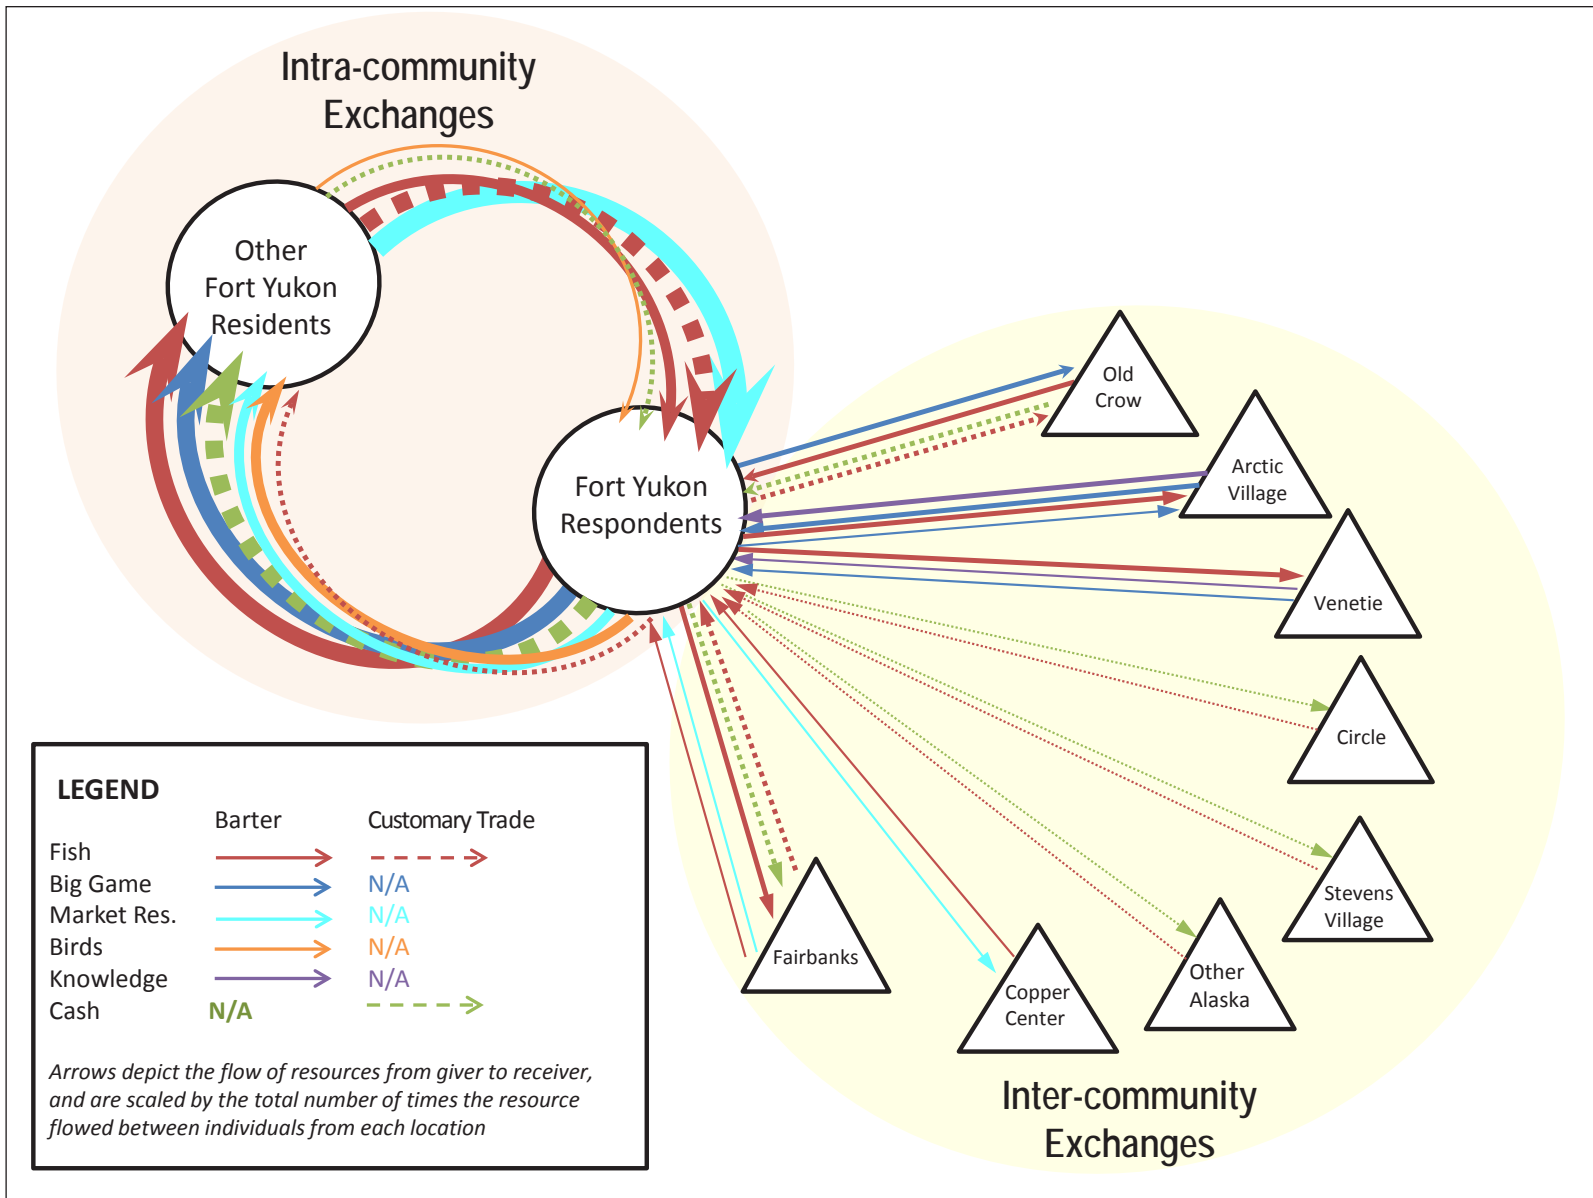 Intra-community
Exchanges
Other
Fort Yukon
Residents
Fort Yukon
Respondents
Old
Crow
Arctic
Village
Venetie
Circle
Stevens
Village
Other
Alaska
Copper
Center
Fairbanks
Inter-community
Exchanges
LEGEND
Barter Customary Trade
Fish
Big Game N/A
Market Res. N/A
Birds N/A
Knowledge N/A
Cash N/A
Arrows depict the flow of resources from giver to receiver,
and are scaled by the total number of times the resource
flowed between individuals from each location